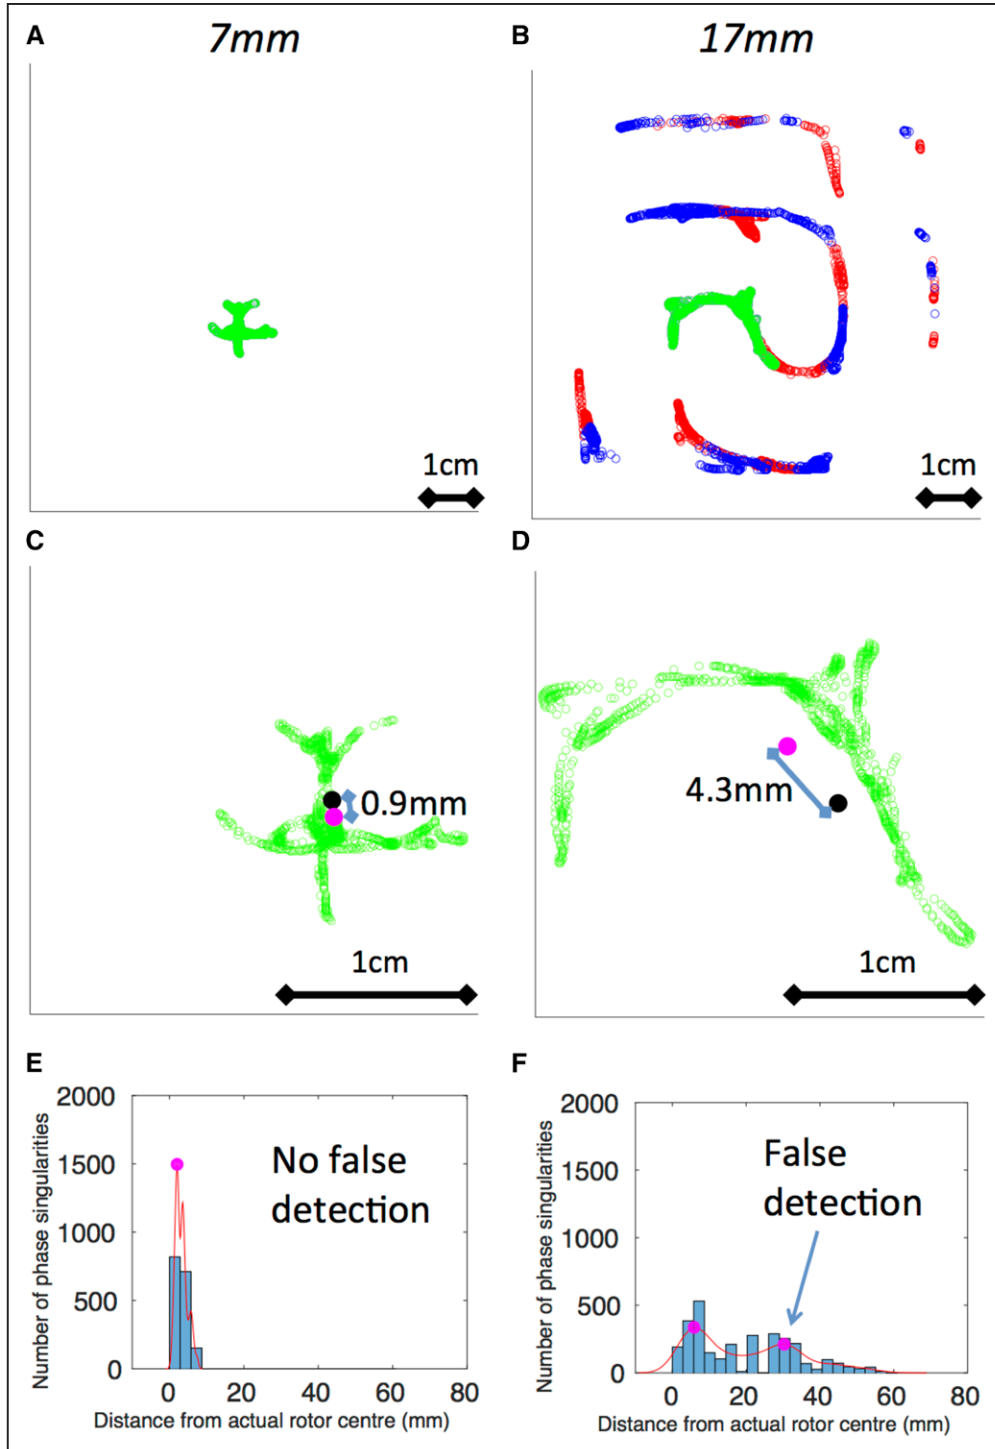 A
7mm
B
17mm
1cm
1cm
C
D
0.9mm
4.3mm
1cm
1cm
E
F
Number of phase singularities
2000
1500
1000
500
0
No false
detection
0
20
40
60
80
Distance from actual rotor centre (mm)
Number of phase singularities
2000
1500
1000
500
0
False
detection
0
20
40
60
80
Distance from actual rotor centre (mm)